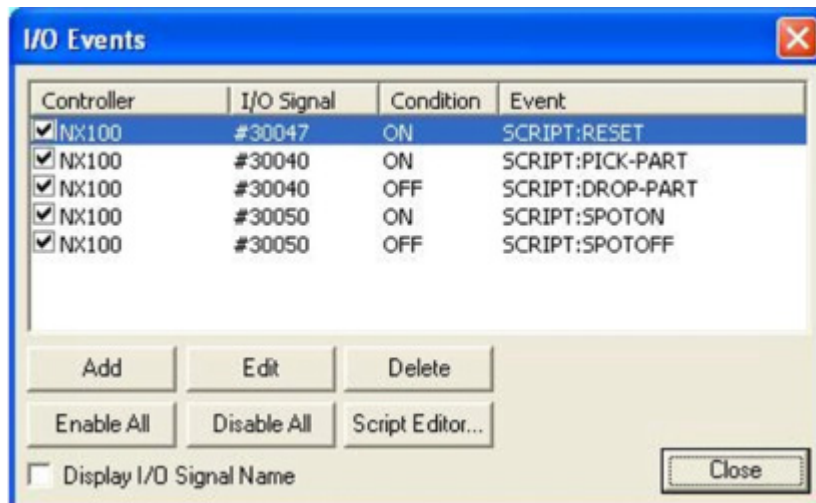 I/O Events
Controller I/O Signal Condition Event
NX100 #30047 ON SCRIPT:RESET
NX100 #30040 ON SCRIPT:PICK-PART
NX100 #30040 OFF SCRIPT:DROP-PART
NX100 #30050 ON SCRIPT:SPOTON
NX100 #30050 OFF SCRIPT:SPOTOFF
Add Edit Delete
Enable All Disable All Script Editor...
Display I/O Signal Name Close